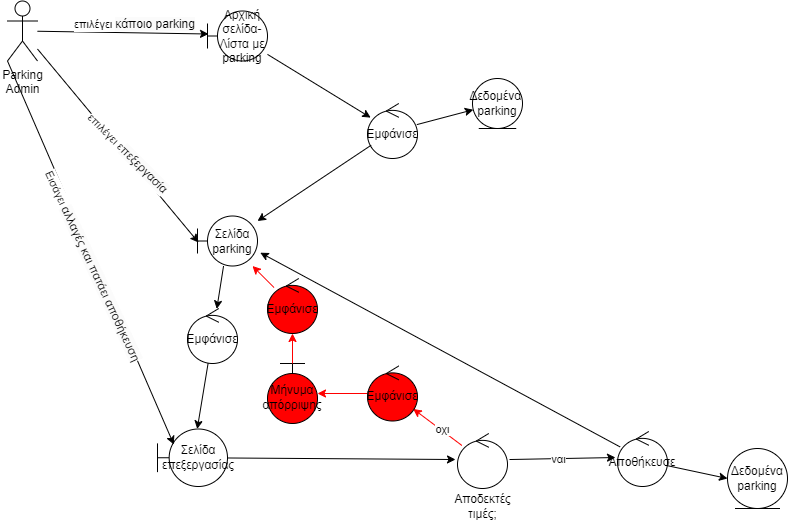 επιλέγει κάποιο parking
Αρχική
σελίδα-
Λίστα με
parking
Parking
Admin
Δεδομένα
parking
Εμφάνισε
επιλέγει επεξεργασία
Εισάγει αλλαγές και πατάει αποθήκευση
Σελίδα
parking
Εμφάνισε
Εμφάνισε
Μήνυμα
απόρριψης
Εμφάνισε
οχι
Σελίδα
επεξεργασίας
ναι
Αποθήκευσε
Δεδομένα
parking
Αποδεκτές
τιμές;